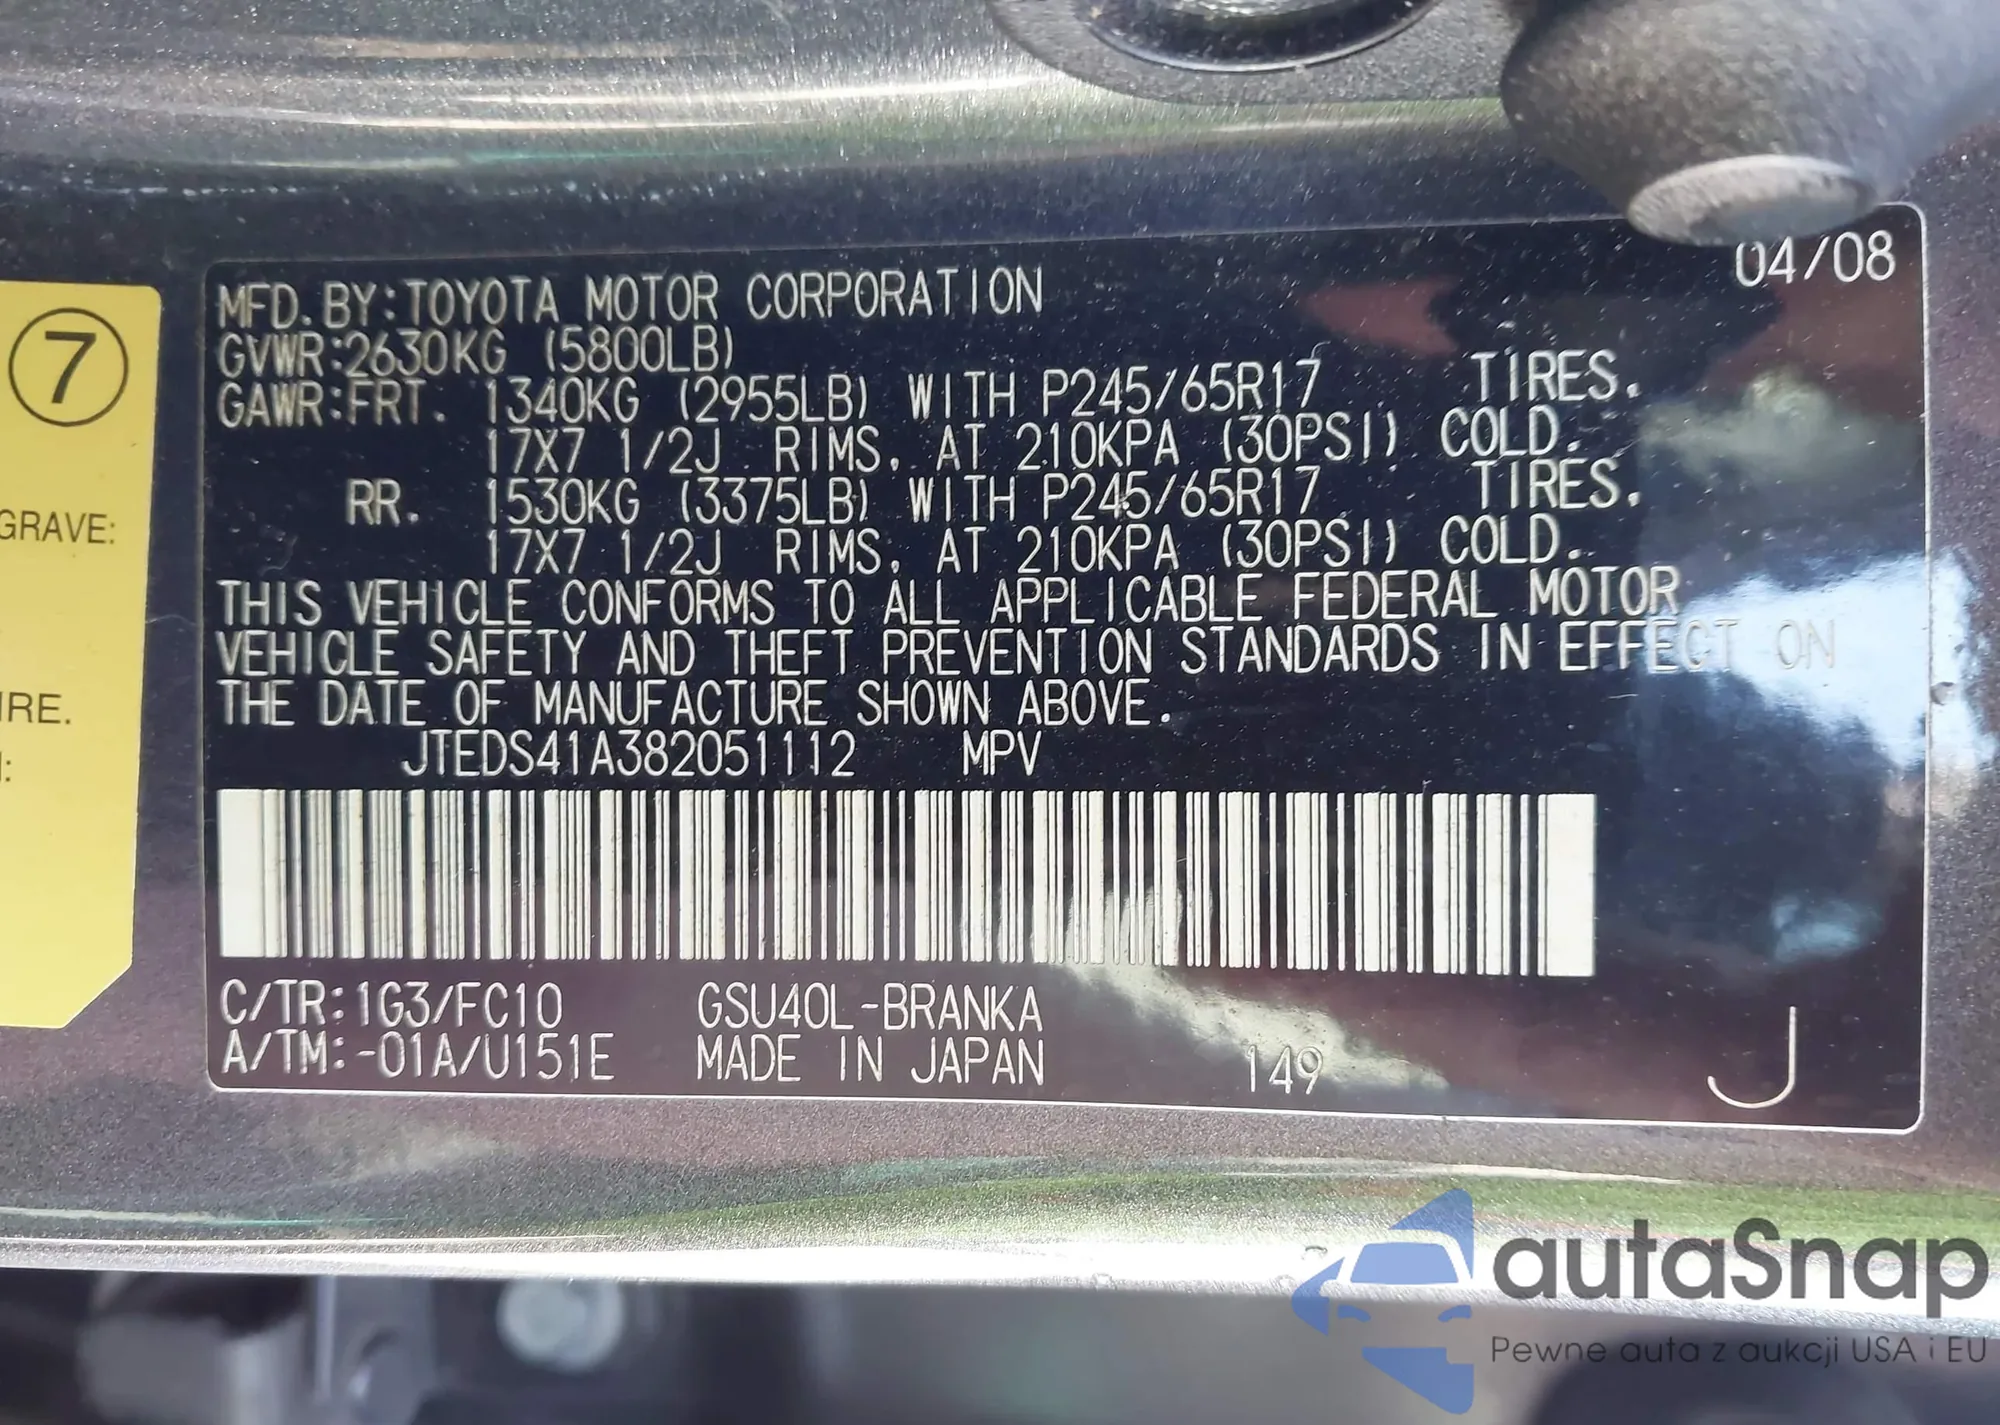 04/08
MFD. BY: TOYOTA MOTOR CORPORATION
GVWR:2630KG (5800LB)
GAWR:FRT. 1340KG (2955LB) WITH P245/65R17 TIRES.
17X7 1/2J RIMS, AT 210KPA (30PSI) COLD.
RR. 1530KG (3375LB) WITH P245/65R17 TIRES,
17X7 1/2J RIMS, AT 210KPA (30PSI) COLD.
THIS VEHICLE CONFORMS TO ALL APPLICABLE FEDERAL MOTOR
VEHICLE SAFETY AND THEFT PREVENTION STANDARDS IN EFFECT ON
THE DATE OF MANUFACTURE SHOWN ABOVE.
JTEDS41A382051112 MPV
C/TR:1G3/FC10 GSU40L-BRANKA
A/TM:-01A/U151E MADE IN JAPAN 149 J
7
GRAVE:
IRE.
:
autaSnap
Pewne auta z aukcji USA i EU